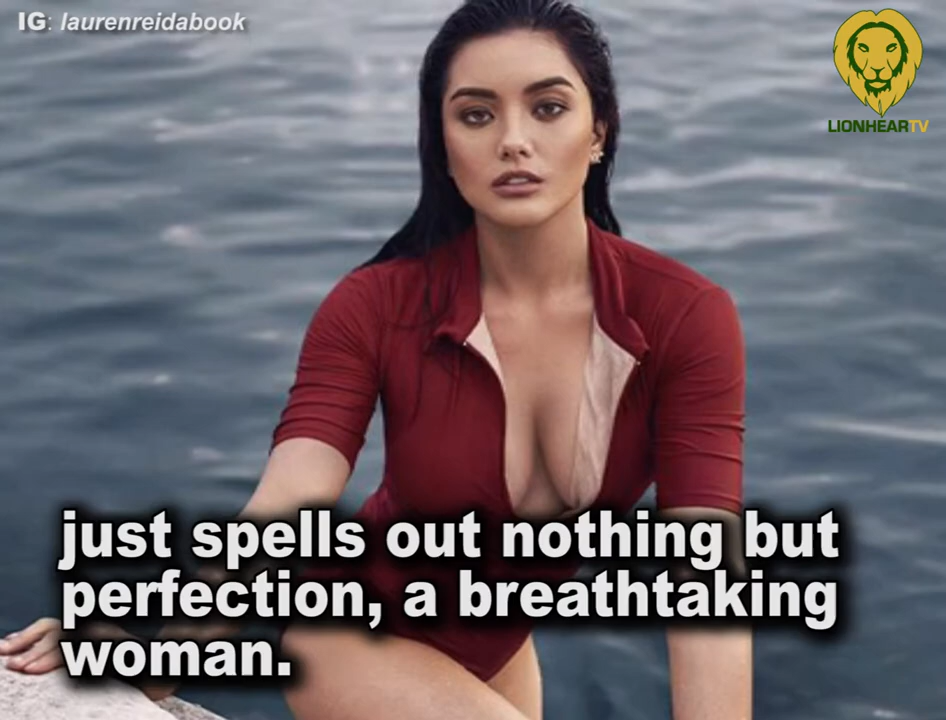 IG: laurenreidabook
LIONHEARTV
just spells out nothing but
perfection, a breathtaking
woman.